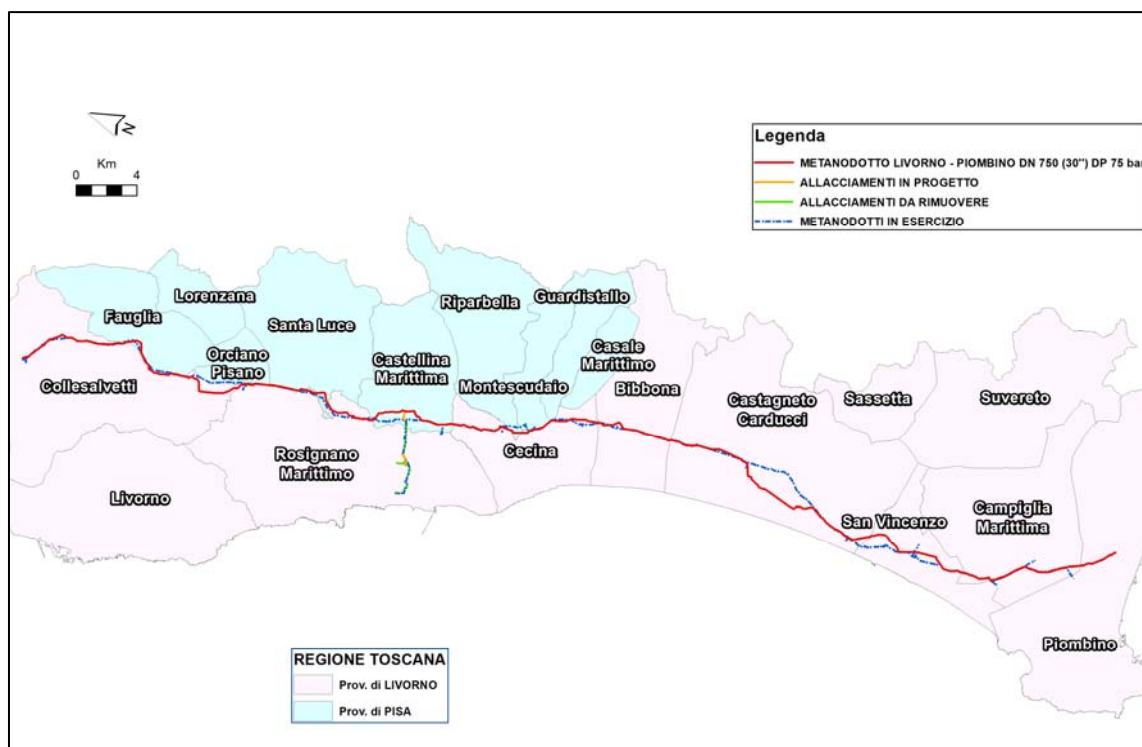 N
Km
0 4
Legenda
METANODOTTO LIVORNO - PIOMBINO DN 750 (30") DP 75 bar
ALLACCIAMENTI IN PROGETTO
ALLACCIAMENTI DA RIMUOVERE
METANODOTTI IN ESERCIZIO
Lorenzana
Fauglia
Santa Luce
Riparbella
Guardistallo
Orciano
Pisano
Castellina
Marittima
Casale
Marittimo
Collesalvetti
Montescudaio
Bibbona
Castagneto
Carducci
Sassetta
Suvereto
Rosignano
Marittimo
Cecina
Livorno
San Vincenzo
Campiglia
Marittima
Piombino
REGIONE TOSCANA
Prov. di LIVORNO
Prov. di PISA